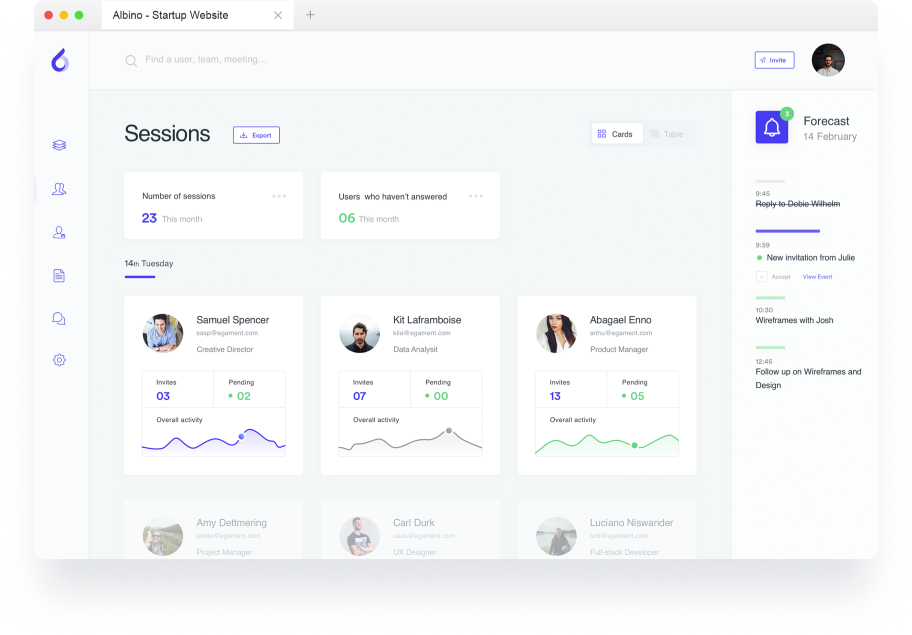 Albino - Startup Website
Find a user, team, meeting…
Invite
Sessions
Export
Cards
Table
3
Forecast
14 February
Number of sessions
23 This month
Users who haven't answered
06 This month
14th Tuesday
Samuel Spencer
sasp@egament.com
Creative Director
Invites
03
Pending
02
Overall activity
Kit Laframboise
kila@egament.com
Data Analysit
Invites
07
Pending
00
Overall activity
Abagael Enno
anhu@egament.com
Product Manager
Invites
13
Pending
05
Overall activity
Amy Dettmering
@egament.com
Project Manager
Carl Durk
cadu@egament.com
UX Designer
Luciano Niswander
@egament.com
Full-stack Developer
9:45
Reply to Debie Wilhelm
9:59
New invitation from Julie
Accept
View Event
10:30
Wireframes with Josh
12:45
Follow up on Wireframes and
Design